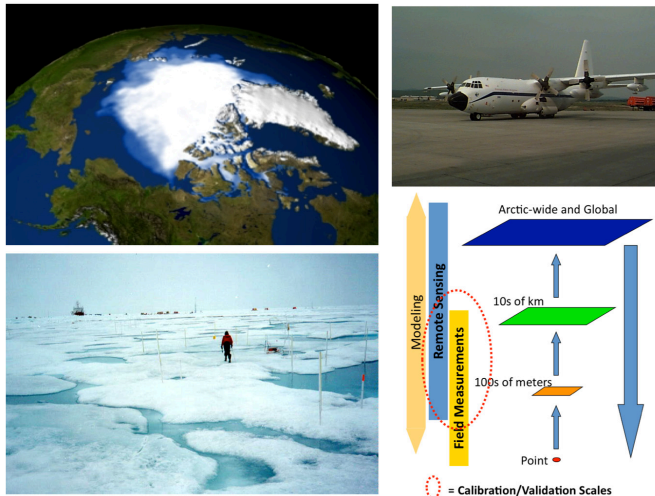 Arctic-wide and Global
Modeling
Remote Sensing
Field Measurements
10s of km
100s of meters
Point
= Calibration/Validation Scales